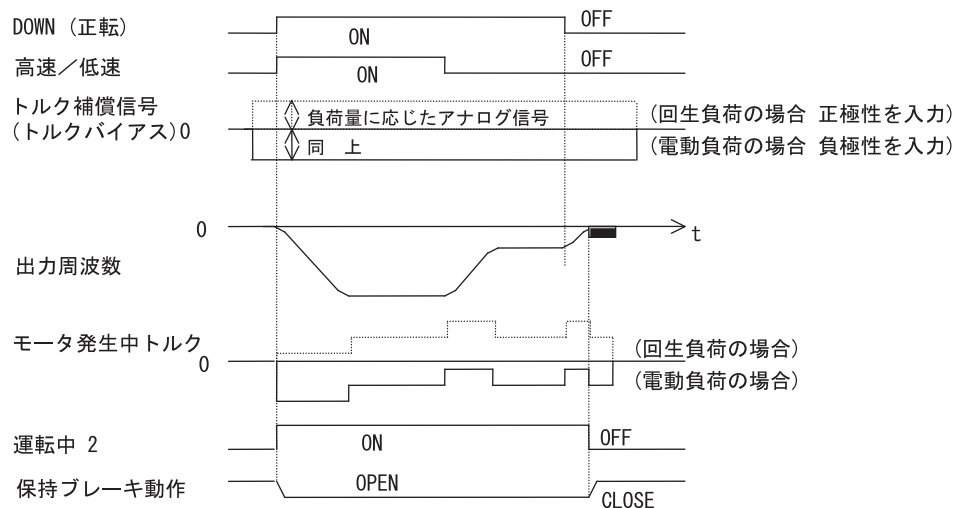 DOWN (正転)
ON
OFF
高速／低速
ON
OFF
トルク補償信号
(トルクバイアス)0
負荷量に応じたアナログ信号
同 上
(回生負荷の場合 正極性を入力)
(電動負荷の場合 負極性を入力)
0
t
出力周波数
モータ発生中トルク
0
(回生負荷の場合)
(電動負荷の場合)
運転中 2
ON
OFF
保持ブレーキ動作
OPEN
CLOSE